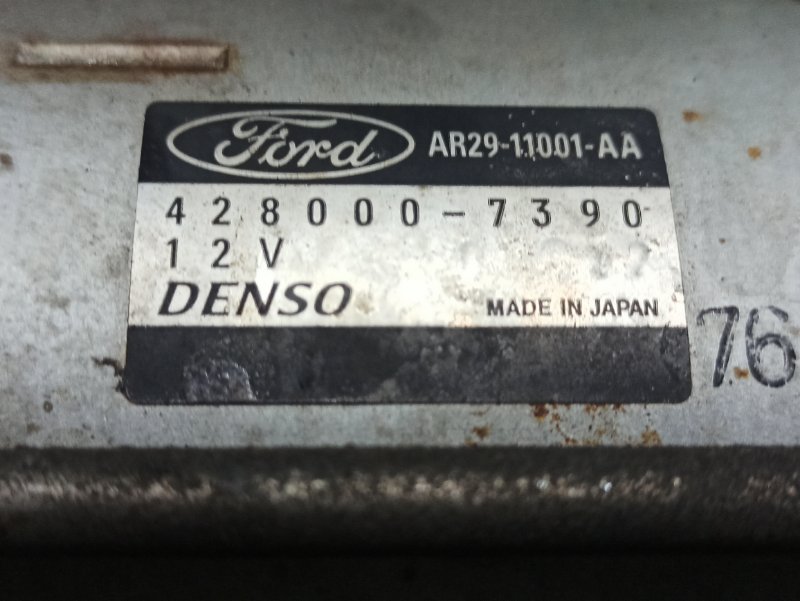 Ford AR29-11001-AA
428000-7390
12V
DENSO MADE IN JAPAN
76